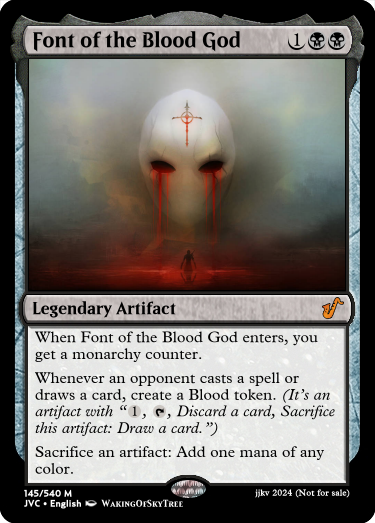 Font of the Blood God 1
Legendary Artifact
When Font of the Blood God enters, you
get a monarchy counter.
Whenever an opponent casts a spell or
draws a card, create a Blood token. (It's an
artifact with “1, , Discard a card, Sacrifice
this artifact: Draw a card.”)
Sacrifice an artifact: Add one mana of any
color.
145/540 M
JVC • English WakingOfSkyTree
jjkv 2024 (Not for sale)